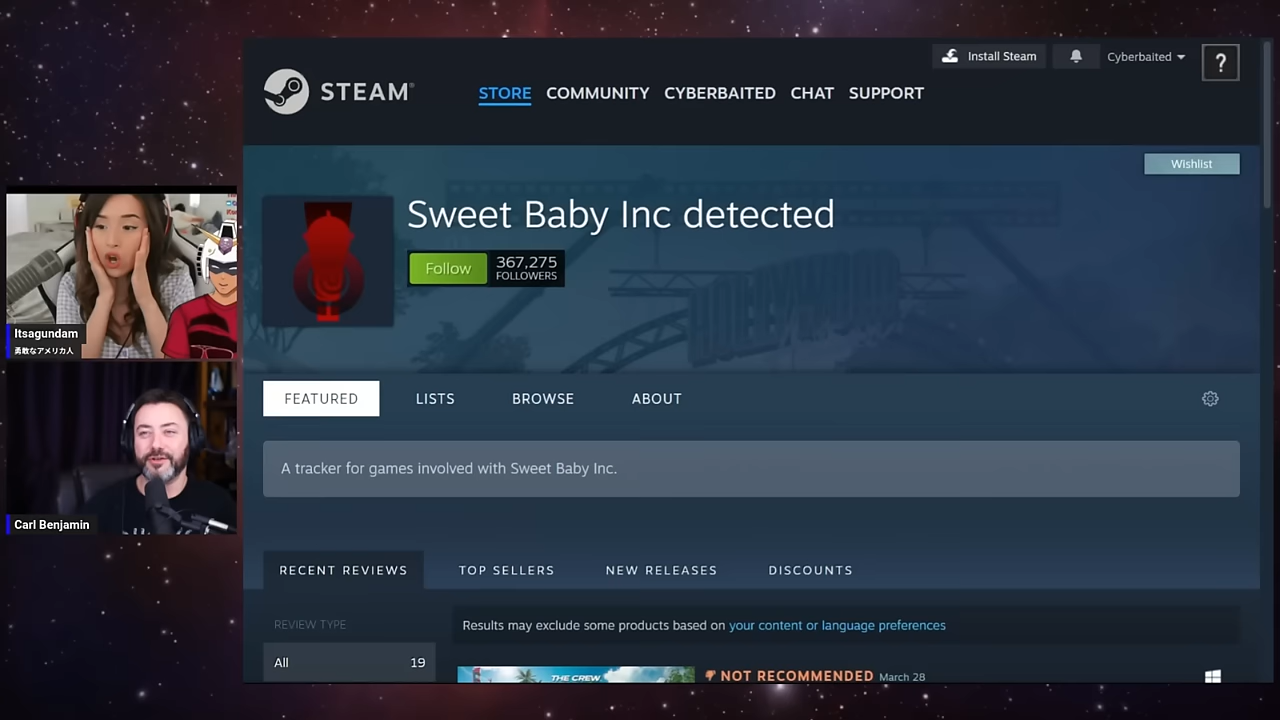 Install Steam
Cyberbaited
?
STEAM
STORE COMMUNITY CYBERBAITED CHAT SUPPORT
Wishlist
Sweet Baby Inc detected
Follow
367,275
FOLLOWERS
HOLLYWOOD
Itsagundam
勇敢なアメリカ人
Carl Benjamin
FEATURED LISTS BROWSE ABOUT
A tracker for games involved with Sweet Baby Inc.
RECENT REVIEWS TOP SELLERS NEW RELEASES DISCOUNTS
REVIEW TYPE
All 19
Results may exclude some products based on your content or language preferences
THE CREW
NOT RECOMMENDED March 28